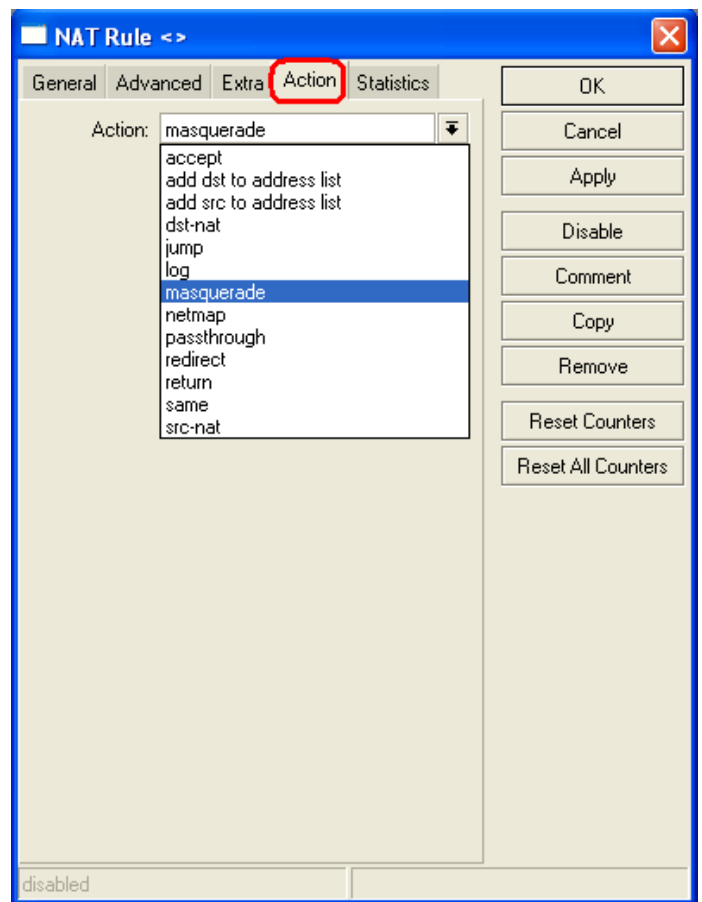 NAT Rule <>
General Advanced Extra Action Statistics
Action: masquerade
accept
add dst to address list
add src to address list
dst-nat
jump
log
masquerade
netmap
passthrough
redirect
return
same
src-nat
OK
Cancel
Apply
Disable
Comment
Copy
Remove
Reset Counters
Reset All Counters
disabled